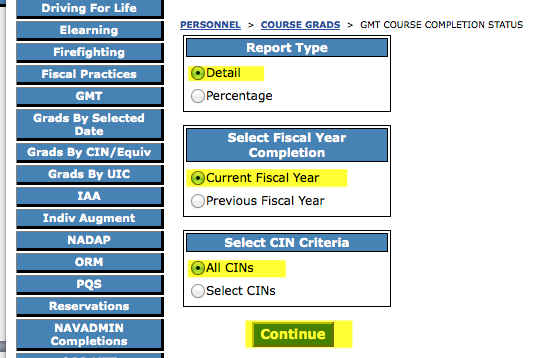 Driving For Life
Elearning
Firefighting
Fiscal Practices
GMT
Grads By Selected
Date
Grads By CIN/Equiv
Grads By UIC
IAA
Indiv Augment
NADAP
ORM
PQS
Reservations
NAVADMIN
Completions
PERSONNEL > COURSE GRADS > GMT COURSE COMPLETION STATUS
Report Type
Detail
Percentage
Select Fiscal Year
Completion
Current Fiscal Year
Previous Fiscal Year
Select CIN Criteria
All CINs
Select CINs
Continue